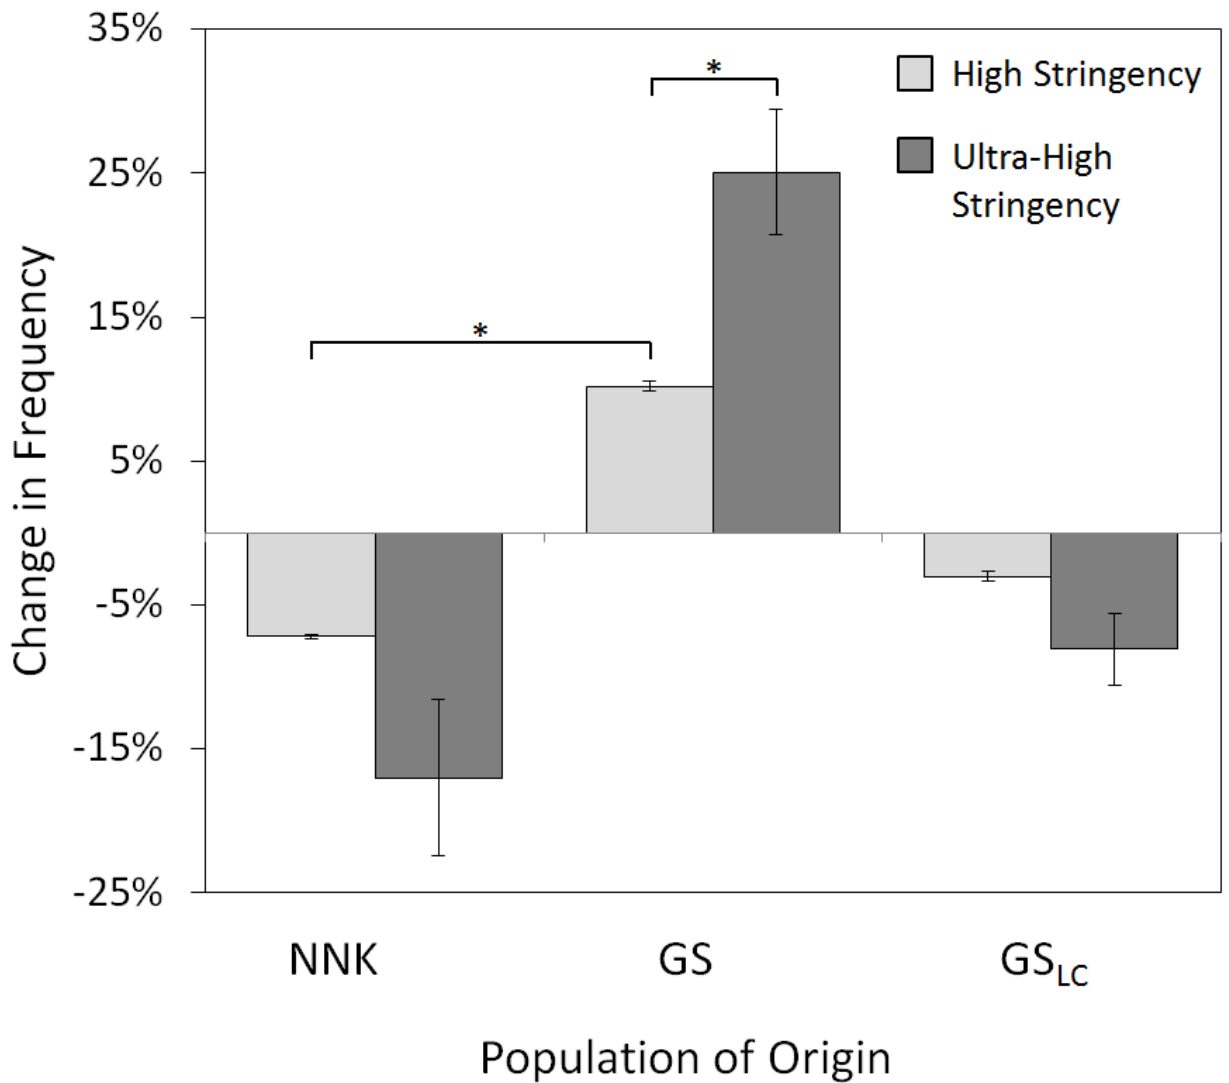 35%
25%
15%
5%
-5%
-15%
-25%
Change in Frequency
*
*
High Stringency
Ultra-High
Stringency
NNK
GS
GSLC
Population of Origin